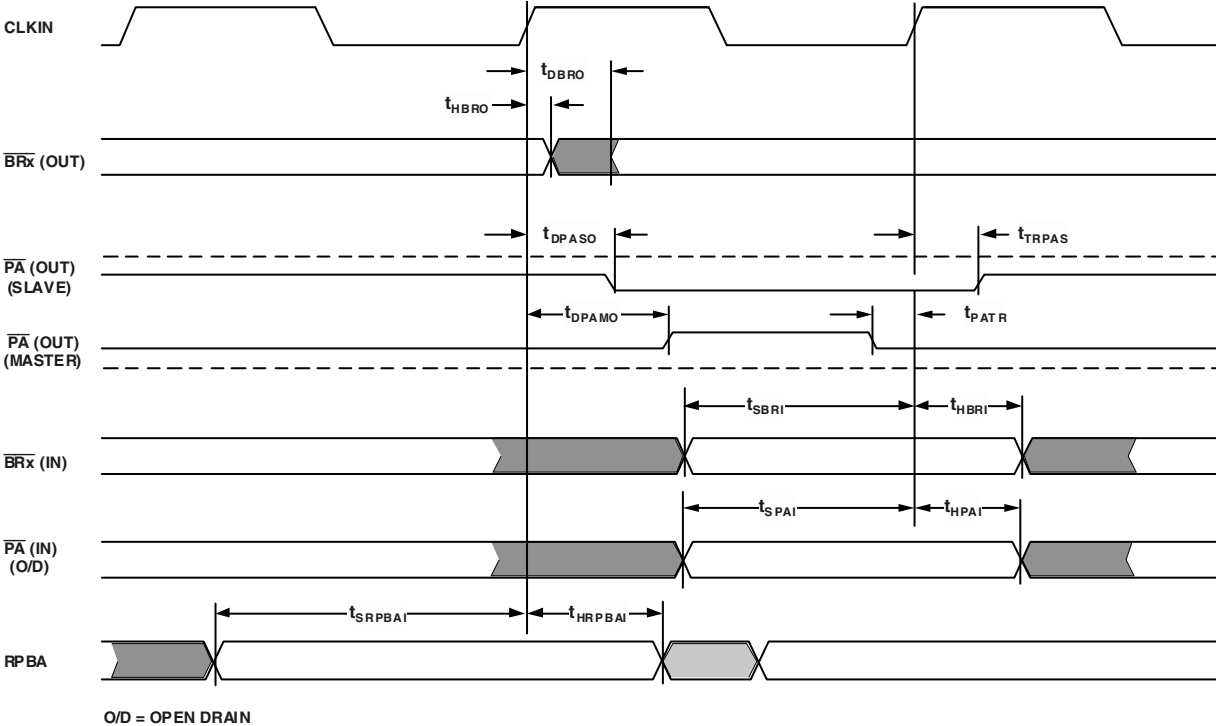 CLKIN
tDBRO
tHBRO
BRx (OUT)
tDPASO
tTRPAS
PA (OUT)
(SLAVE)
tDPAMO
tPATR
PA (OUT)
(MASTER)
tSBRI
tHBRI
BRx (IN)
tSPAI
tHPAI
PA (IN)
(O/D)
tSRPBAI
tHRPBAI
RPBA
O/D = OPEN DRAIN